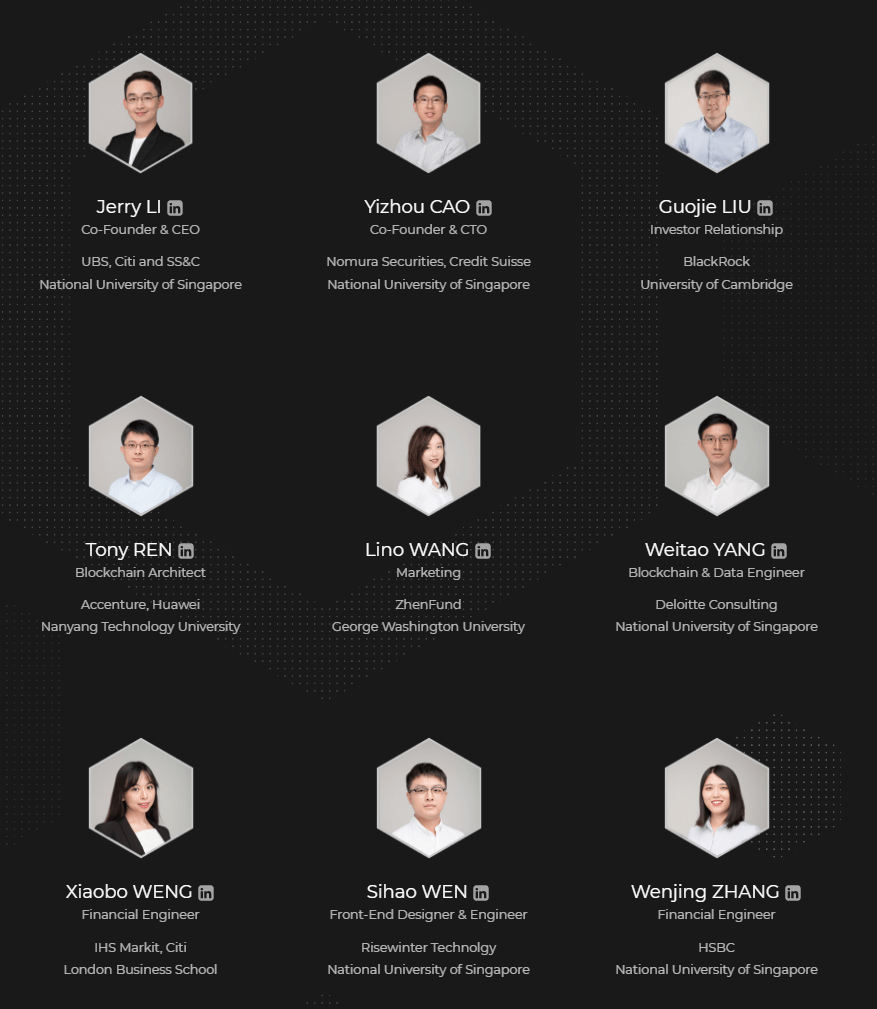 Jerry LI in
Co-Founder & CEO
UBS, Citi and SS&C
National University of Singapore
Yizhou CAO in
Co-Founder & CTO
Nomura Securities, Credit Suisse
National University of Singapore
Guojie LIU in
Investor Relationship
BlackRock
University of Cambridge
Tony REN in
Blockchain Architect
Accenture, Huawei
Nanyang Technology University
Lino WANG in
Marketing
ZhenFund
George Washington University
Weitao YANG in
Blockchain & Data Engineer
Deloitte Consulting
National University of Singapore
Xiaobo WENG in
Financial Engineer
IHS Markit, Citi
London Business School
Sihao WEN in
Front-End Designer & Engineer
Risewinter Technolgy
National University of Singapore
Wenjing ZHANG in
Financial Engineer
HSBC
National University of Singapore